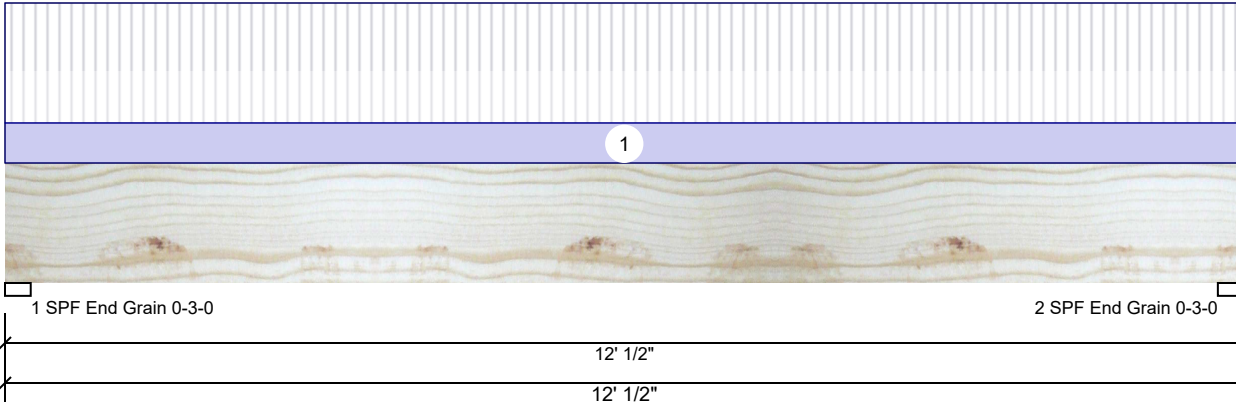 1
1 SPF End Grain 0-3-0
2 SPF End Grain 0-3-0
12' 1/2"
12' 1/2"